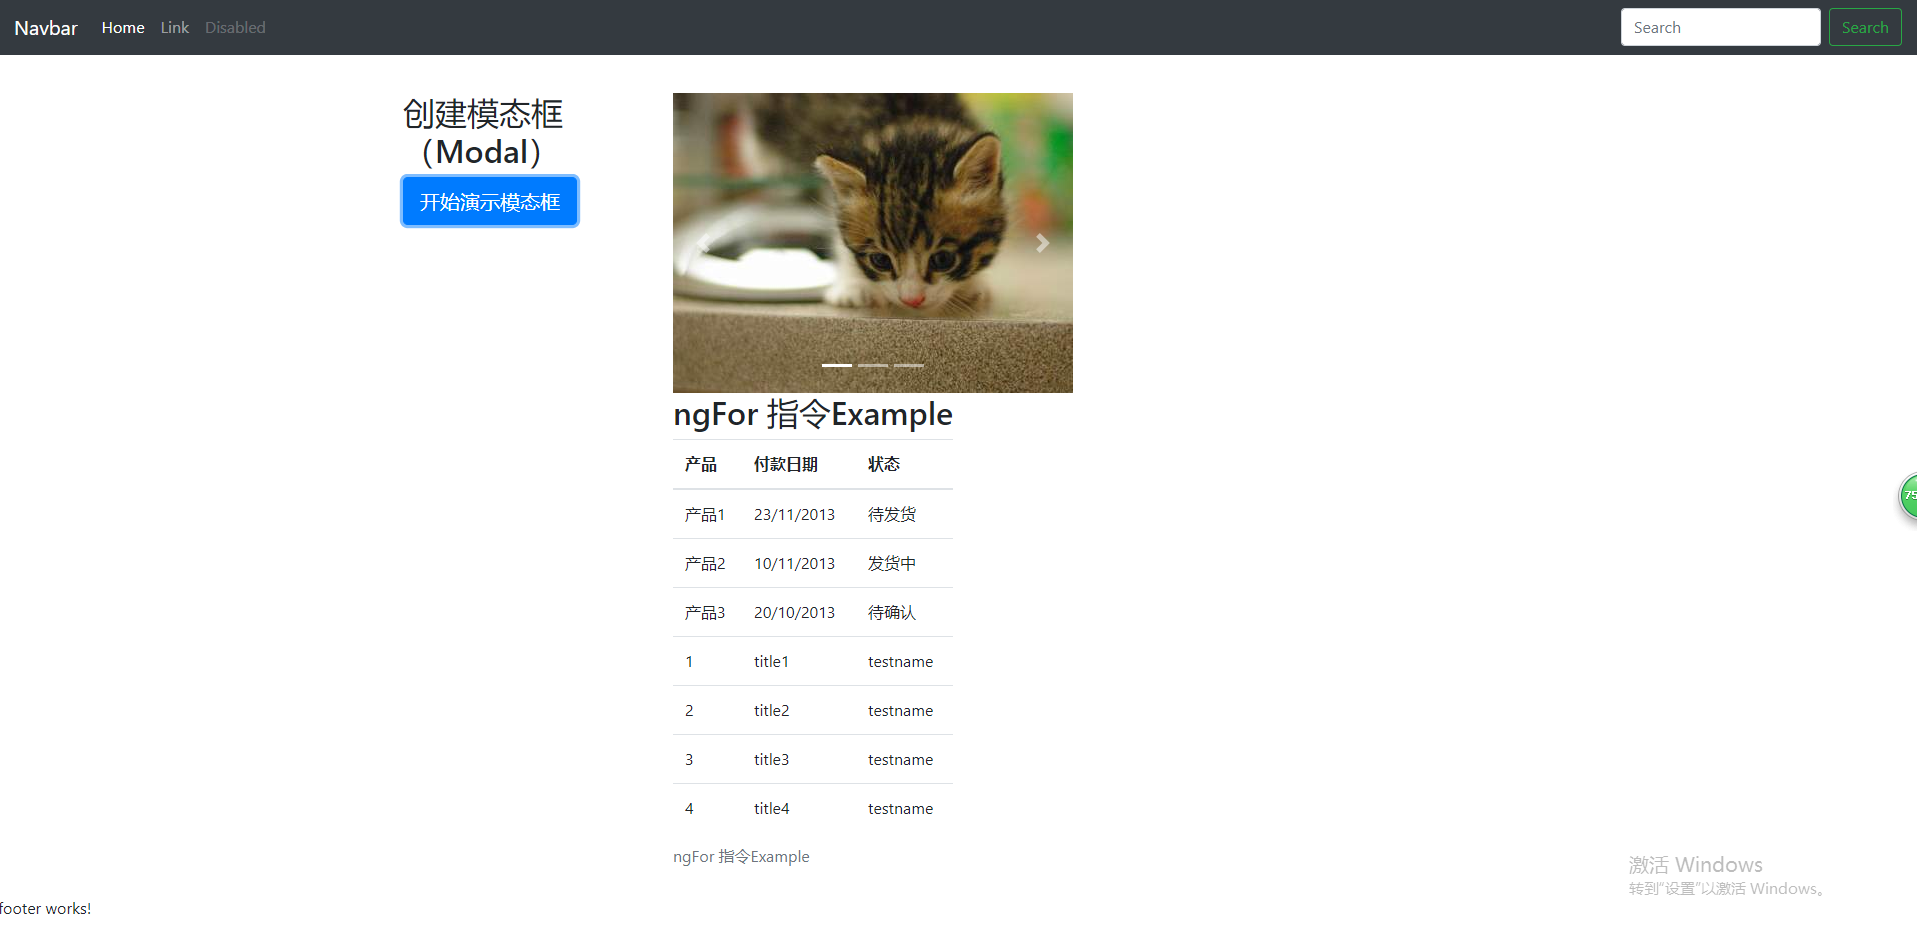 Navbar Home Link Disabled Search Search
创建模态框
（Modal）
开始演示模态框
ngFor 指令Example
产品 付款日期 状态
产品1 23/11/2013 待发货
产品2 10/11/2013 发货中
产品3 20/10/2013 待确认
1 title1 testname
2 title2 testname
3 title3 testname
4 title4 testname
ngFor 指令Example
footer works!
75
激活 Windows
转到“设置”以激活 Windows。